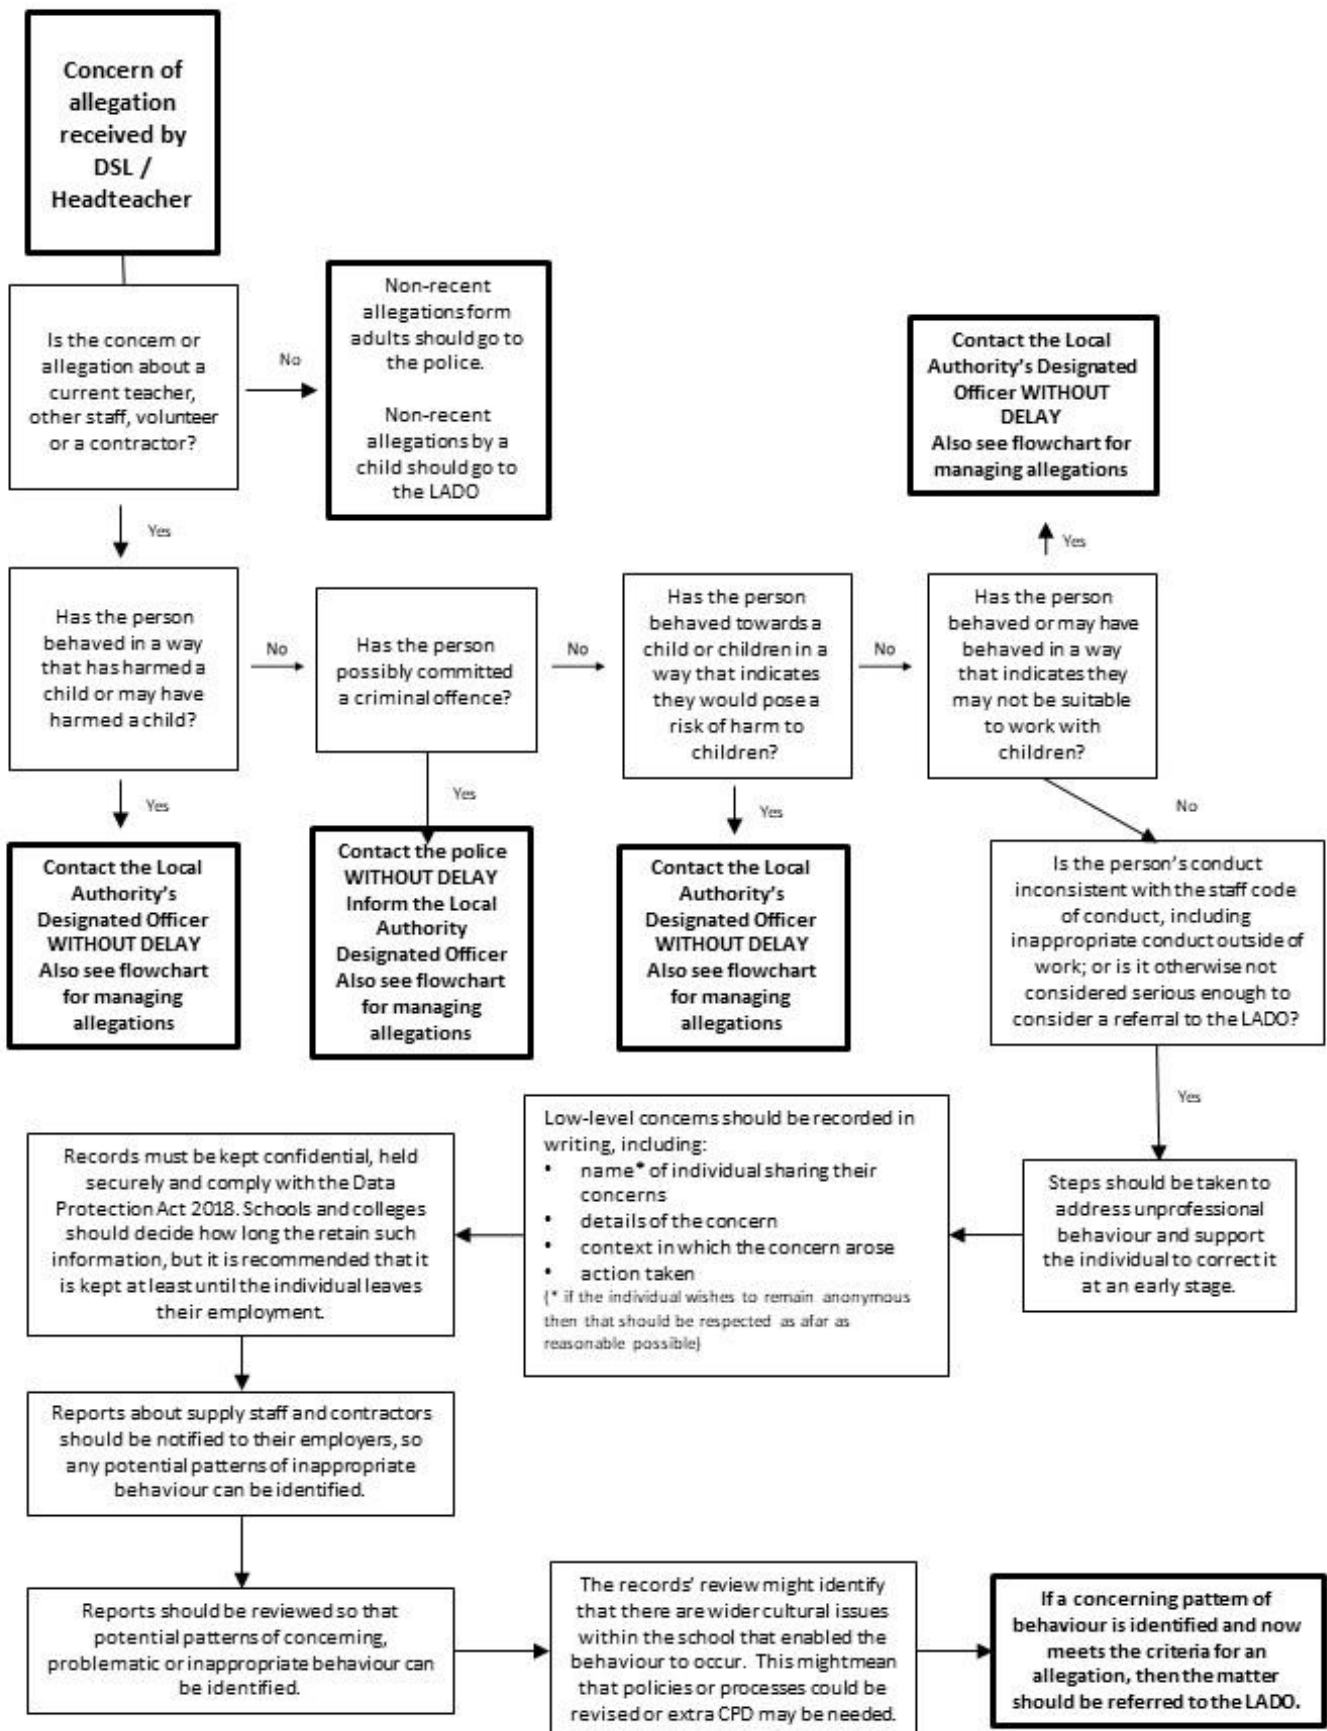 Concern of
allegation
received by
DSL /
Headteacher
Is the concern or
allegation about a
current teacher,
other staff, volunteer
or a contractor?
No
Non-recent
allegations form
adults should go to
the police.
Non-recent
allegations by a
child should go to
the LADO
Contact the Local
Authority's Designated
Officer WITHOUT
DELAY
Also see flowchart for
managing allegations
Yes
Yes
Has the person
behaved in a way
that has harmed a
child or may have
harmed a child?
No
Has the person
possibly committed
a criminal offence?
No
Has the person
behaved towards a
child or children in a
way that indicates
they would pose a
risk of harm to
children?
No
Has the person
behaved or may have
behaved in a way
that indicates they
may not be suitable
to work with
children?
Yes
Yes
Yes
No
Contact the Local
Authority's
Designated Officer
WITHOUT DELAY
Also see flowchart
for managing
allegations
Contact the police
WITHOUT DELAY
Inform the Local
Authority
Designated Officer
Also see flowchart
for managing
allegations
Contact the Local
Authority's
Designated Officer
WITHOUT DELAY
Also see flowchart
for managing
allegations
Is the person's conduct
inconsistent with the staff code
of conduct, including
inappropriate conduct outside of
work; or is it otherwise not
considered serious enough to
consider a referral to the LADO?
Yes
Steps should be taken to
address unprofessional
behaviour and support
the individual to correct it
at an early stage.
Low-level concerns should be recorded in
writing, including:
• name* of individual sharing their
concerns
• details of the concern
• context in which the concern arose
• action taken
(* if the individual wishes to remain anonymous
then that should be respected as afar as
reasonable possible)
Records must be kept confidential, held
securely and comply with the Data
Protection Act 2018. Schools and colleges
should decide how long the retain such
information, but it is recommended that it
is kept at least until the individual leaves
their employment.
Reports about supply staff and contractors
should be notified to their employers, so
any potential patterns of inappropriate
behaviour can be identified.
Reports should be reviewed so that
potential patterns of concerning,
problematic or inappropriate behaviour can
be identified.
The records' review might identify
that there are wider cultural issues
within the school that enabled the
behaviour to occur. This might mean
that policies or processes could be
revised or extra CPD may be needed.
If a concerning pattern of
behaviour is identified and now
meets the criteria for an
allegation, then the matter
should be referred to the LADO.